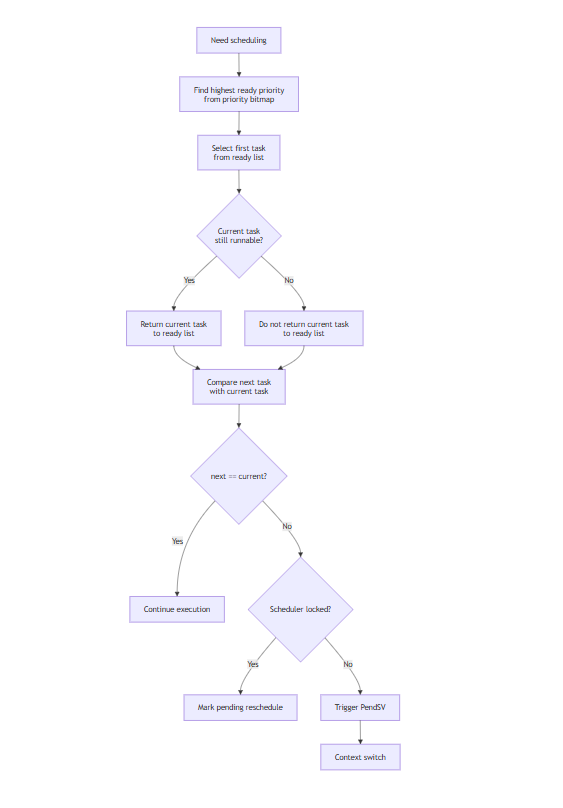 Need scheduling
Find highest ready priority
from priority bitmap
Select first task
from ready list
Current task
still runnable?
Yes
No
Return current task
to ready list
Do not return current task
to ready list
Compare next task
with current task
next == current?
No
Yes
Continue execution
Scheduler locked?
Yes
No
Mark pending reschedule
Trigger PendSV
Context switch